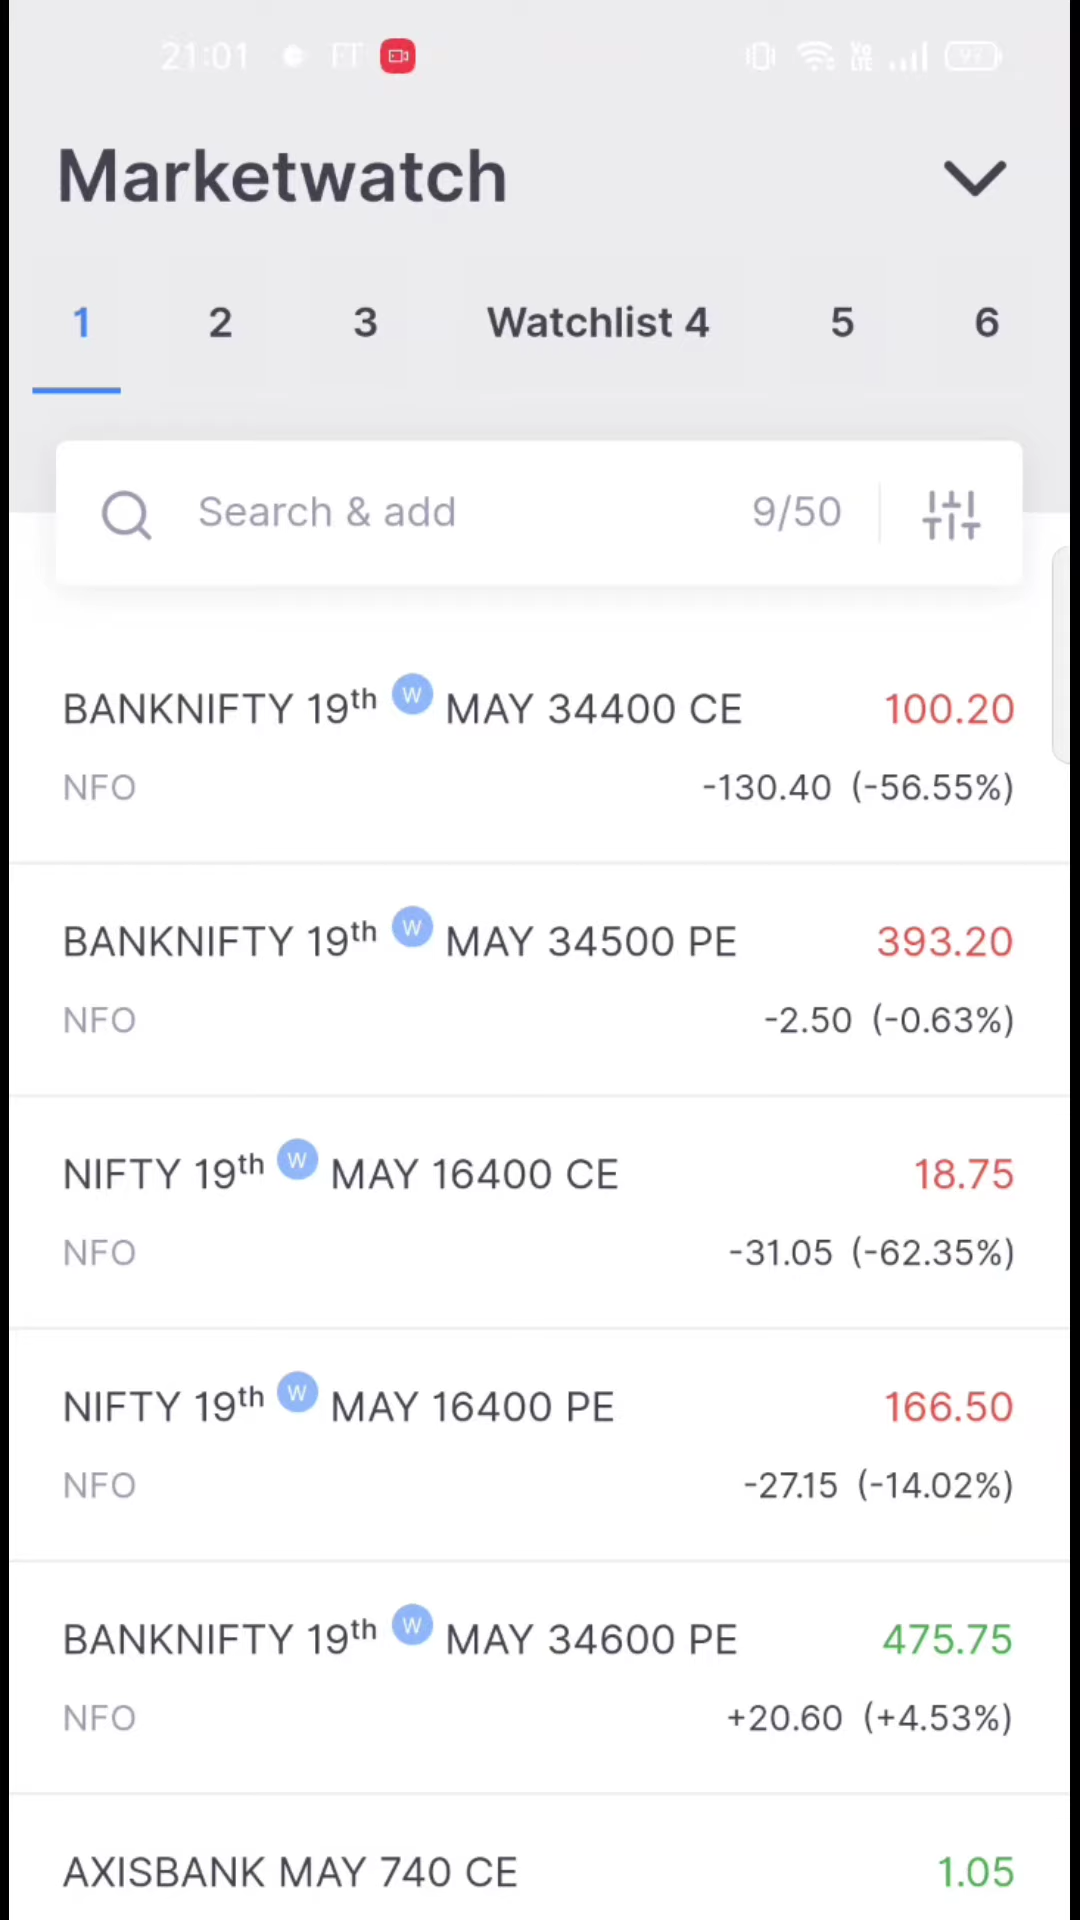 21:01
Marketwatch
1 2 3 Watchlist 4 5 6
Search & add 9/50
BANKNIFTY 19th W MAY 34400 CE 100.20
NFO -130.40 (-56.55%)
BANKNIFTY 19th W MAY 34500 PE 393.20
NFO -2.50 (-0.63%)
NIFTY 19th W MAY 16400 CE 18.75
NFO -31.05 (-62.35%)
NIFTY 19th W MAY 16400 PE 166.50
NFO -27.15 (-14.02%)
BANKNIFTY 19th W MAY 34600 PE 475.75
NFO +20.60 (+4.53%)
AXISBANK MAY 740 CE 1.05